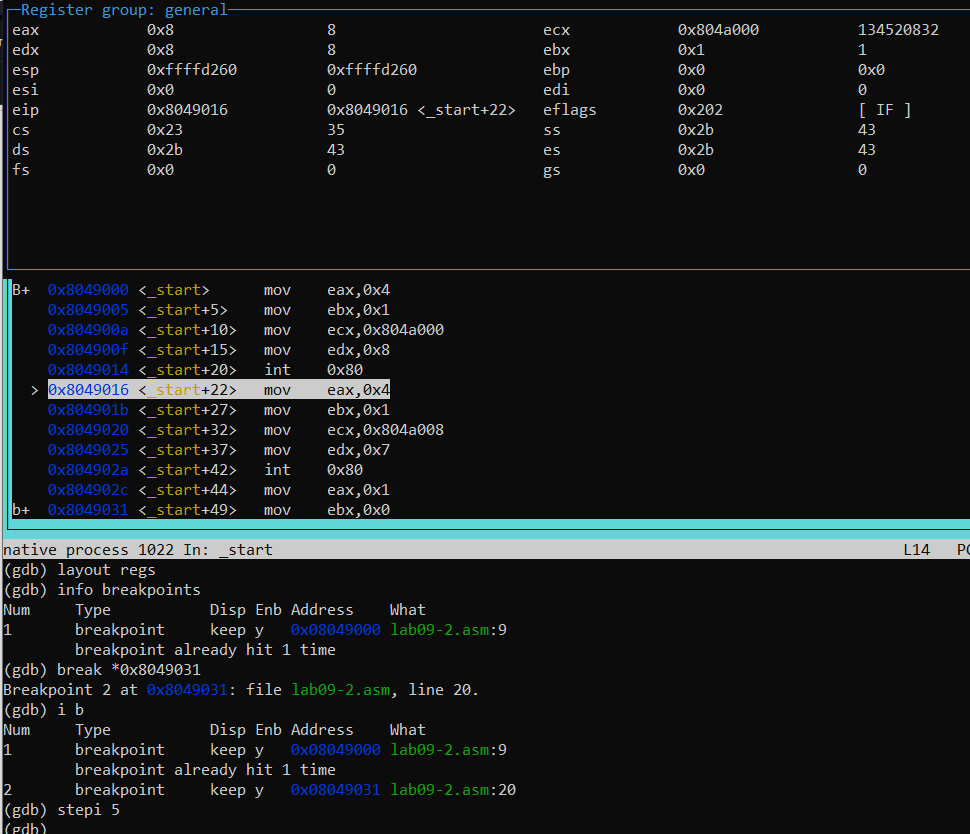 Register group: general
eax 0x8 8 ecx 0x804a000 134520832
edx 0x8 8 ebx 0x1 1
esp 0xffffd260 0xffffd260 ebp 0x0 0x0
esi 0x0 0 edi 0x0 0
eip 0x8049016 0x8049016 <_start+22> eflags 0x202 [ IF ]
cs 0x23 35 ss 0x2b 43
ds 0x2b 43 es 0x2b 43
fs 0x0 0 gs 0x0 0
B+ 0x8049000 <_start> mov eax,0x4
0x8049005 <_start+5> mov ebx,0x1
0x804900a <_start+10> mov ecx,0x804a000
0x804900f <_start+15> mov edx,0x8
0x8049014 <_start+20> int 0x80
> 0x8049016 <_start+22> mov eax,0x4
0x804901b <_start+27> mov ebx,0x1
0x8049020 <_start+32> mov ecx,0x804a008
0x8049025 <_start+37> mov edx,0x7
0x804902a <_start+42> int 0x80
0x804902c <_start+44> mov eax,0x1
b+ 0x8049031 <_start+49> mov ebx,0x0
native process 1022 In: _start L14 PC
(gdb) layout regs
(gdb) info breakpoints
Num Type Disp Enb Address What
1 breakpoint keep y 0x08049000 lab09-2.asm:9
breakpoint already hit 1 time
(gdb) break *0x8049031
Breakpoint 2 at 0x8049031: file lab09-2.asm, line 20.
(gdb) i b
Num Type Disp Enb Address What
1 breakpoint keep y 0x08049000 lab09-2.asm:9
breakpoint already hit 1 time
2 breakpoint keep y 0x08049031 lab09-2.asm:20
(gdb) stepi 5
(gdb)